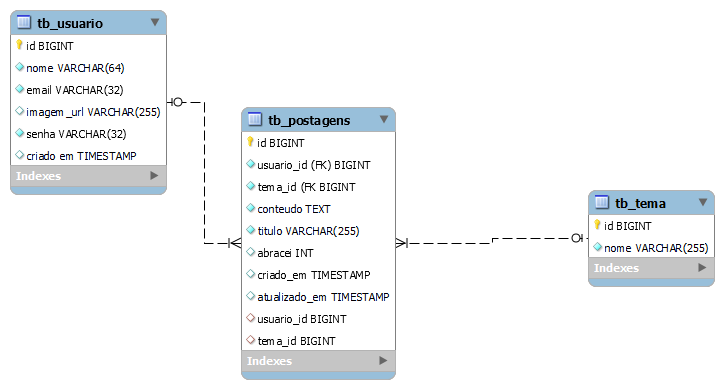 tb_usuario
id BIGINT
nome VARCHAR(64)
email VARCHAR(32)
imagem_url VARCHAR(255)
senha VARCHAR(32)
criado em TIMESTAMP
Indexes
tb_postagens
id BIGINT
usuario_id (FK) BIGINT
tema_id (FK BIGINT
conteudo TEXT
titulo VARCHAR(255)
abracei INT
criado_em TIMESTAMP
atualizado_em TIMESTAMP
usuario_id BIGINT
tema_id BIGINT
Indexes
tb_tema
id BIGINT
nome VARCHAR(255)
Indexes